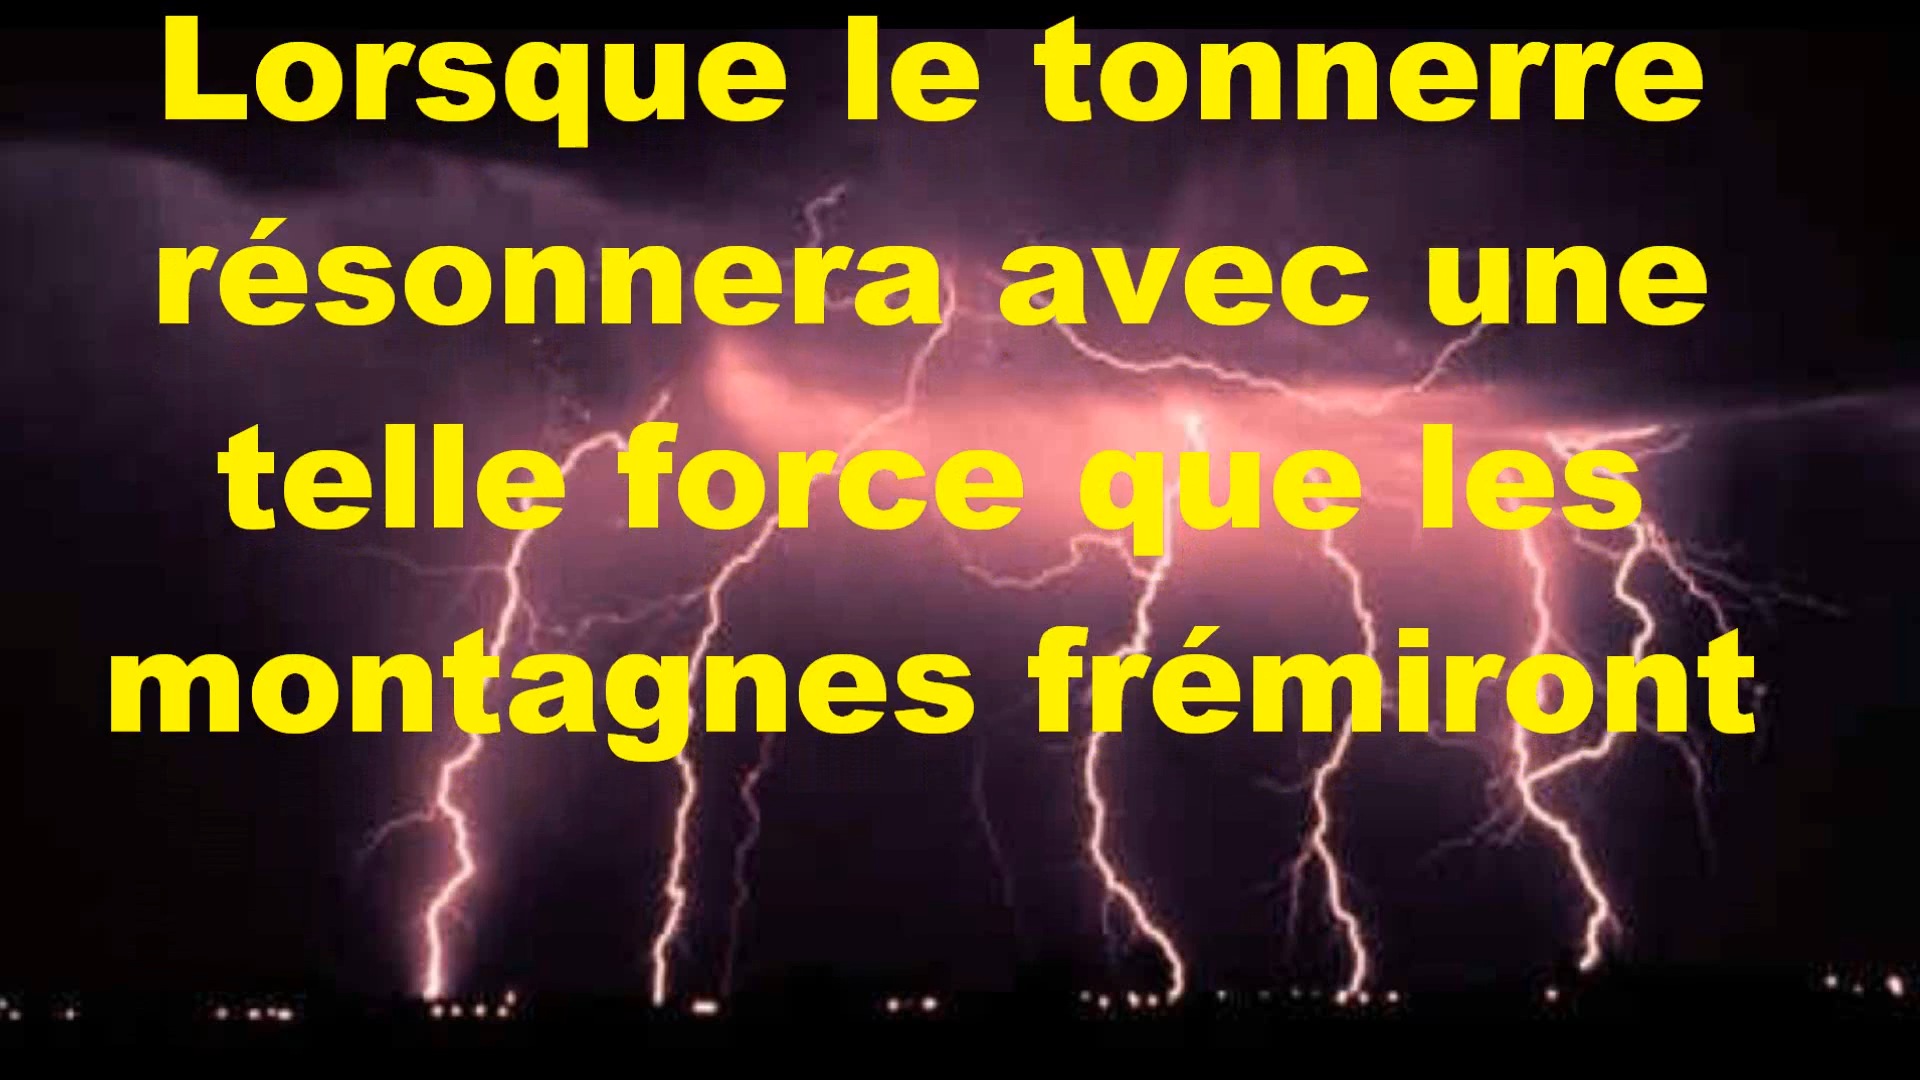 Lorsque le tonnerre
résonnera avec une
telle force que les
montagnes frémiront